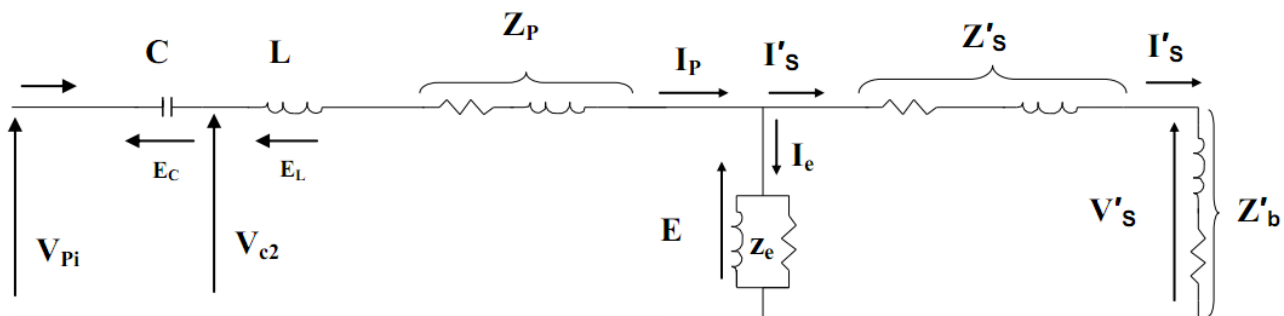 Z_P
Z'_S
C
L
I_P
I'_S
I'_S
E_C
E_L
I_e
V_Pi
V_c2
E
z_e
V'_S
Z'_b